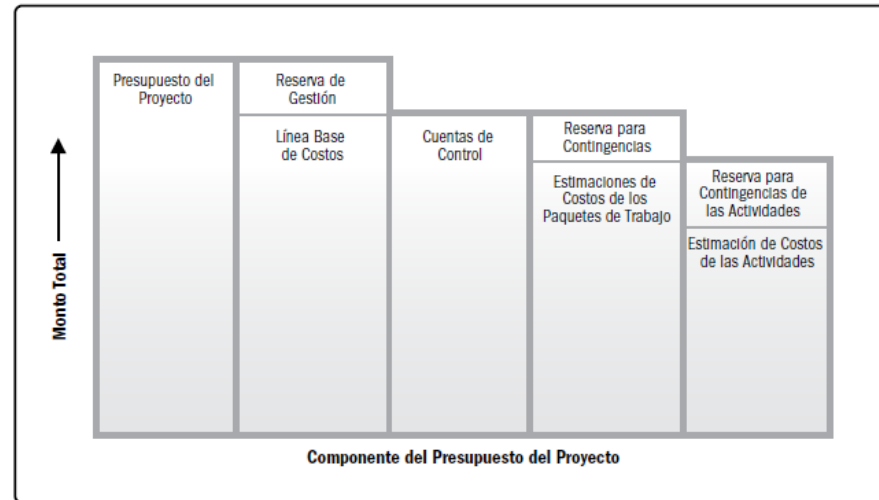 Presupuesto del
Proyecto
Reserva de
Gestión
Línea Base
de Costos
Cuentas de
Control
Reserva para
Contingencias
Estimaciones de
Costos de los
Paquetes de Trabajo
Reserva para
Contingencias de
las Actividades
Estimación de Costos
de las Actividades
Monto Total
Componente del Presupuesto del Proyecto